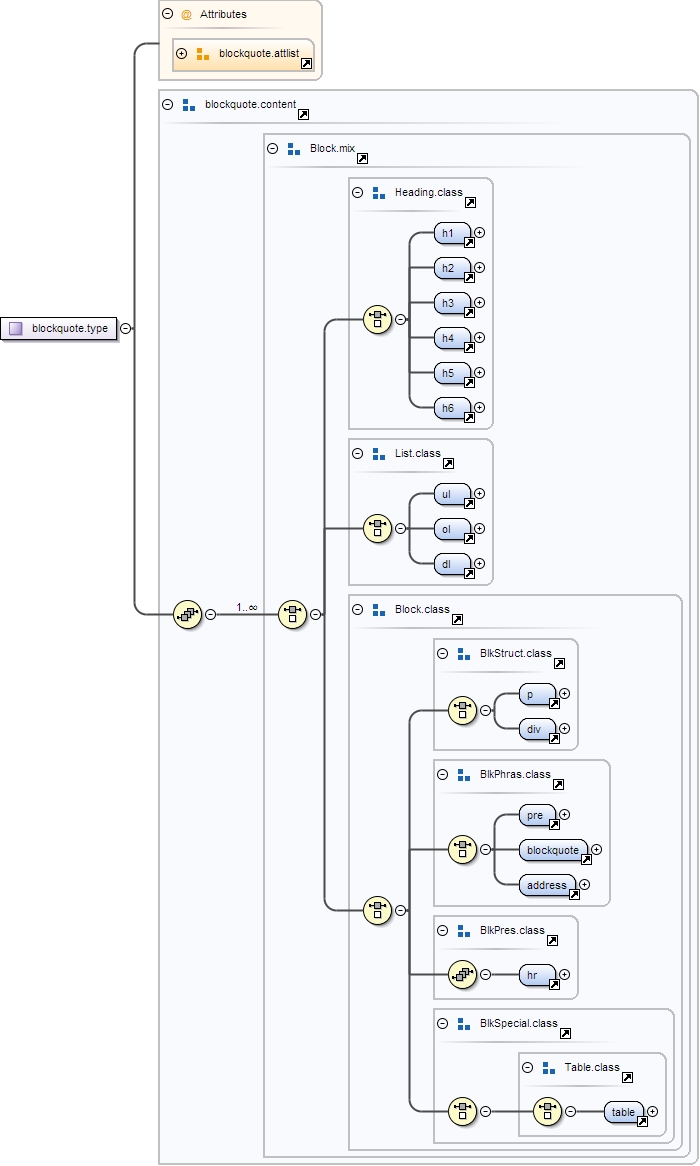 @ Attributes
blockquote.attlist
blockquote.content
Block.mix
Heading.class
h1
h2
h3
blockquote.type
h4
h5
h6
List.class
ul
ol
dl
1..∞
Block.class
BlkStruct.class
p
div
BlkPhras.class
pre
blockquote
address
BlkPres.class
hr
BlkSpecial.class
Table.class
table